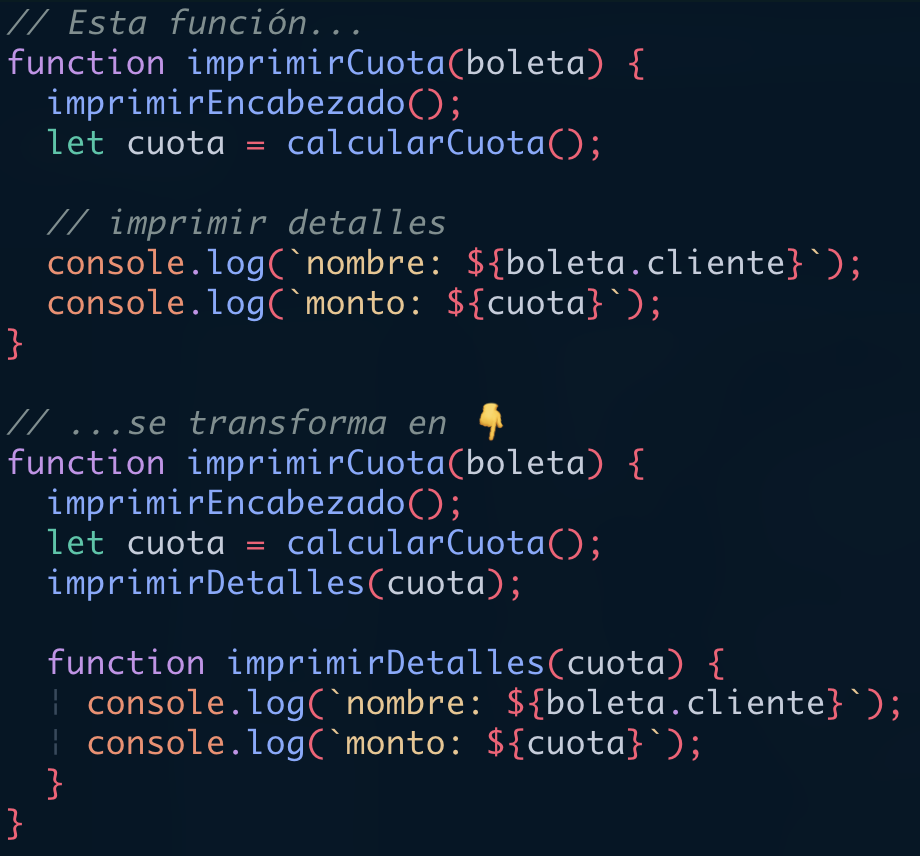 // Esta función...
function imprimirCuota(boleta) {
  imprimirEncabezado();
  let cuota = calcularCuota();

  // imprimir detalles
  console.log(`nombre: ${boleta.cliente}`);
  console.log(`monto: ${cuota}`);
}

// ...se transforma en 👇
function imprimirCuota(boleta) {
  imprimirEncabezado();
  let cuota = calcularCuota();
  imprimirDetalles(cuota);

  function imprimirDetalles(cuota) {
    console.log(`nombre: ${boleta.cliente}`);
    console.log(`monto: ${cuota}`);
  }
}